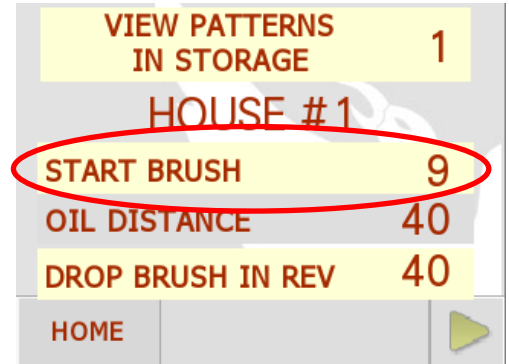 VIEW PATTERNS
IN STORAGE 1
HOUSE #1
START BRUSH 9
OIL DISTANCE 40
DROP BRUSH IN REV 40
HOME